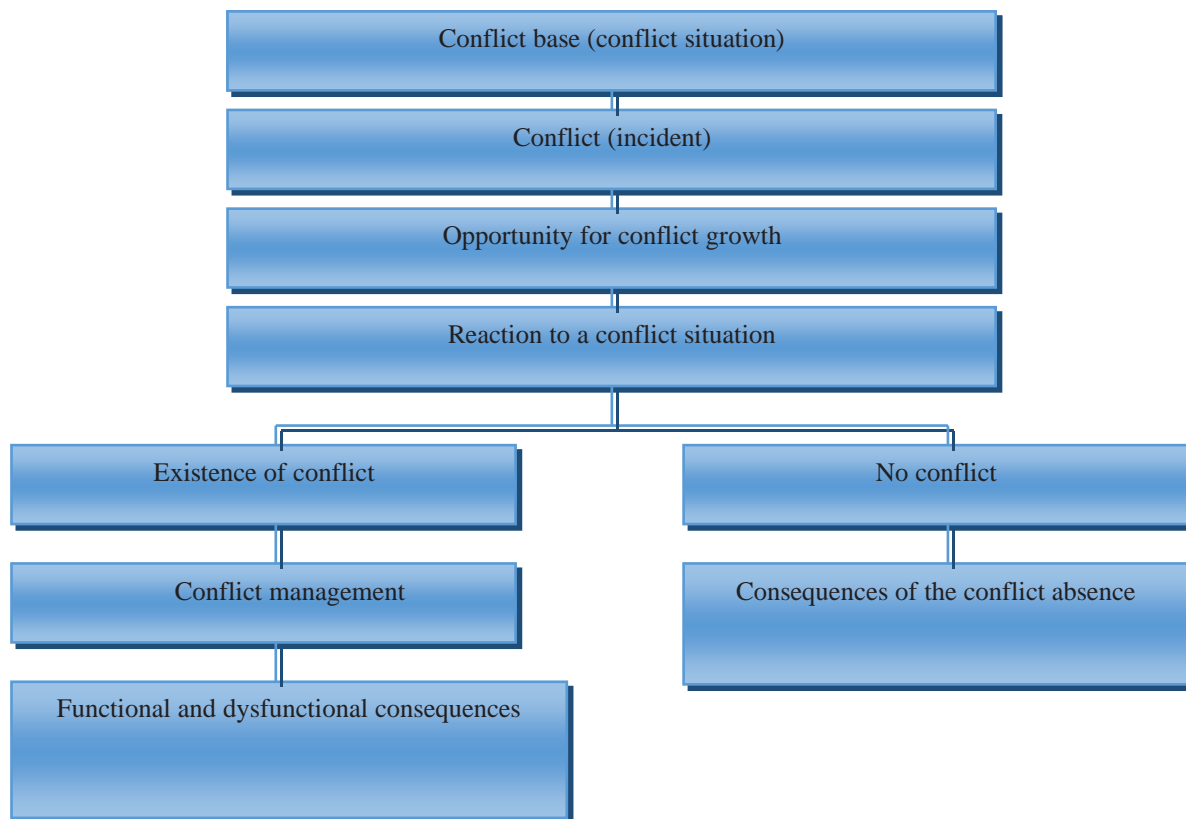 Conflict base (conflict situation)
Conflict (incident)
Opportunity for conflict growth
Reaction to a conflict situation
Existence of conflict
No conflict
Conflict management
Consequences of the conflict absence
Functional and dysfunctional consequences